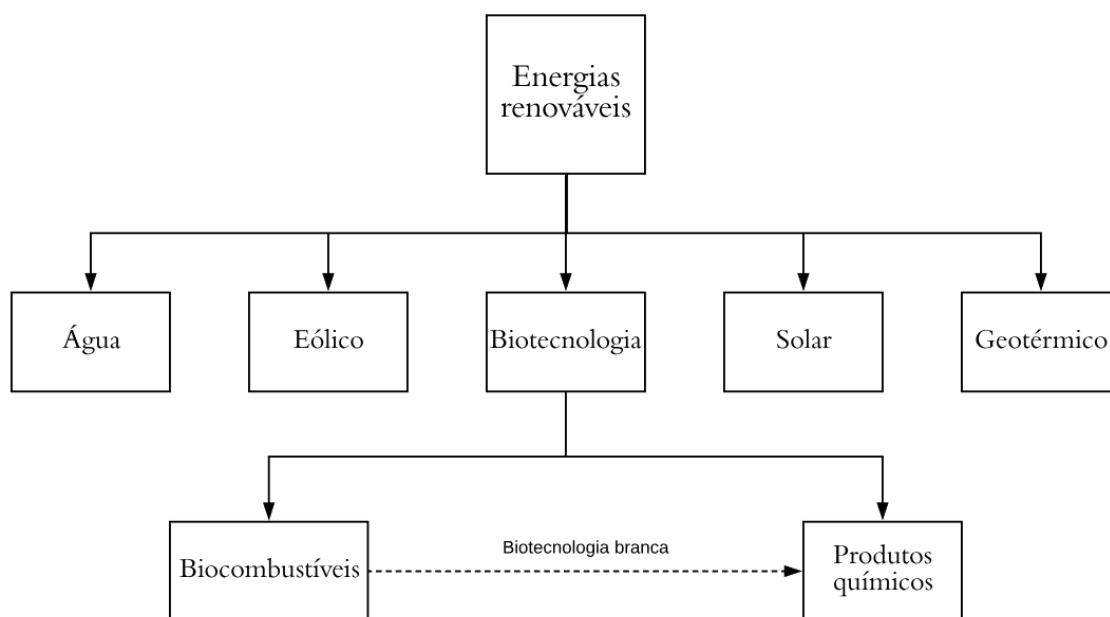 Energias
renováveis
Água
Eólico
Biotecnologia
Solar
Geotérmico
Biocombustíveis
Biotecnologia branca
Produtos
químicos